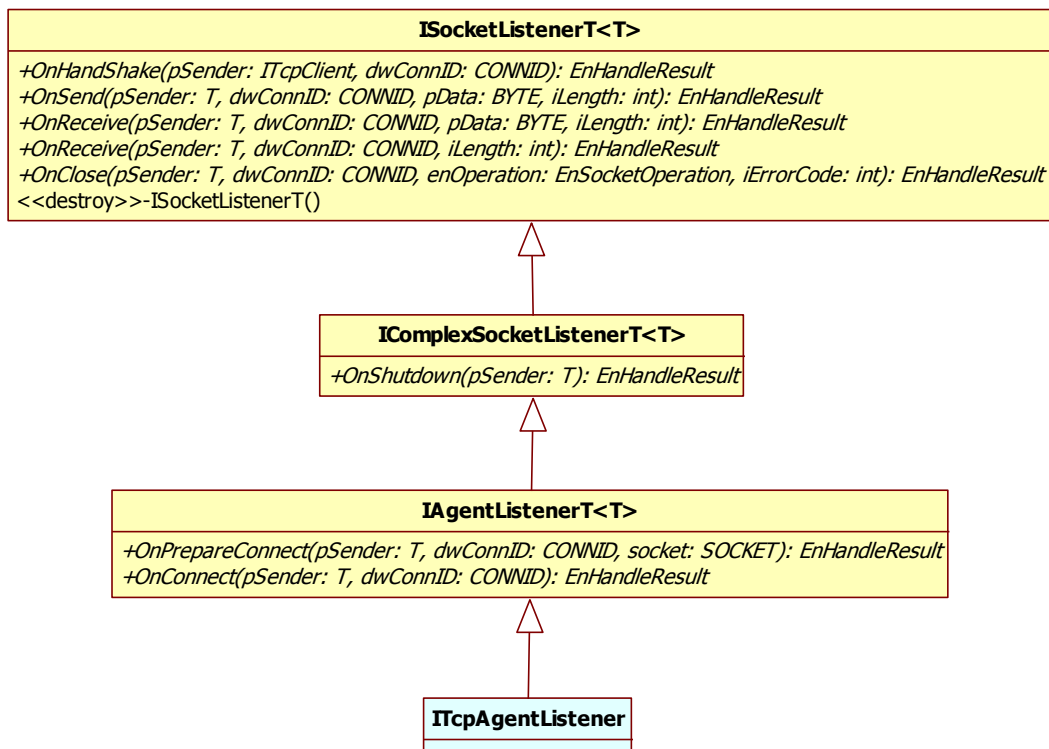 ISocketListenerT<T>
+OnHandShake(pSender: ITcpClient, dwConnID: CONNID): EnHandleResult
+OnSend(pSender: T, dwConnID: CONNID, pData: BYTE, iLength: int): EnHandleResult
+OnReceive(pSender: T, dwConnID: CONNID, pData: BYTE, iLength: int): EnHandleResult
+OnReceive(pSender: T, dwConnID: CONNID, iLength: int): EnHandleResult
+OnClose(pSender: T, dwConnID: CONNID, enOperation: EnSocketOperation, iErrorCode: int): EnHandleResult
<<destroy>>-ISocketListenerT()
IComplexSocketListenerT<T>
+OnShutdown(pSender: T): EnHandleResult
IAgentListenerT<T>
+OnPrepareConnect(pSender: T, dwConnID: CONNID, socket: SOCKET): EnHandleResult
+OnConnect(pSender: T, dwConnID: CONNID): EnHandleResult
ITcpAgentListener